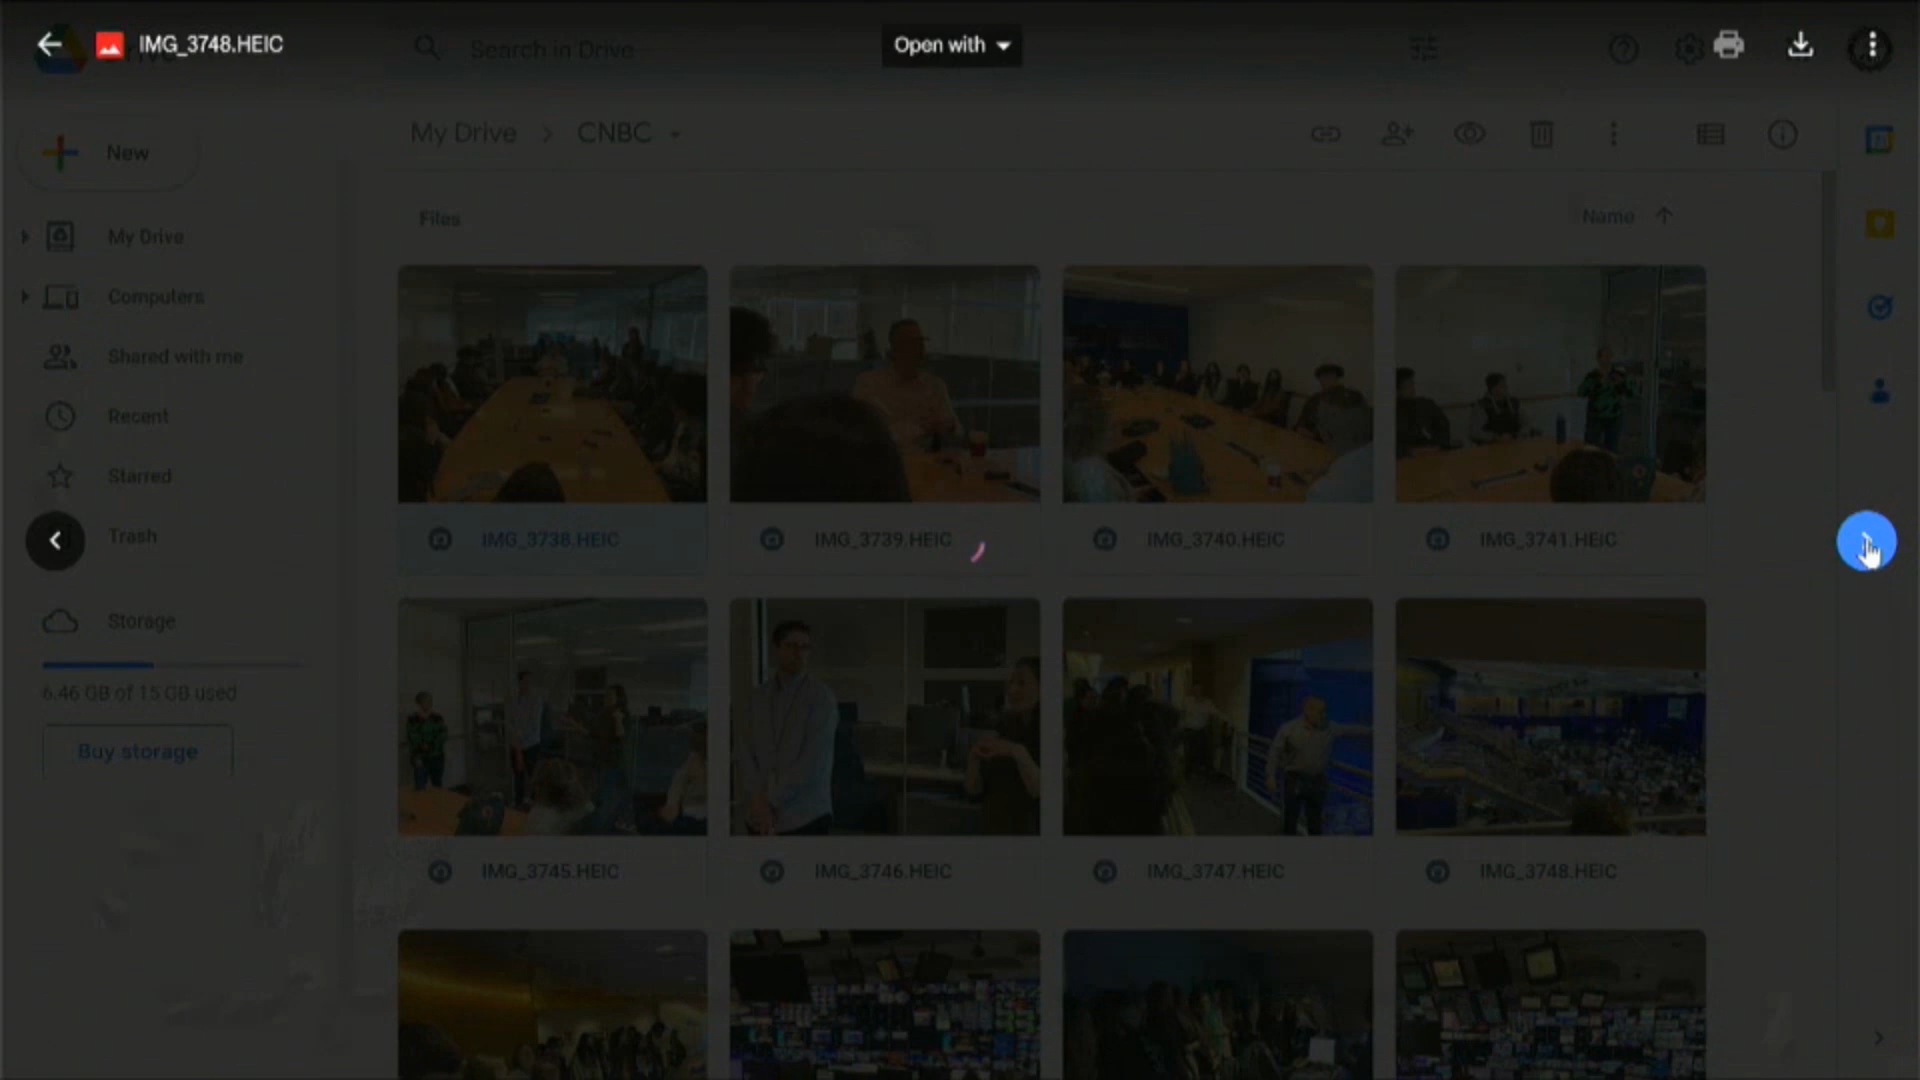 IMG_3748.HEIC
Search in Drive
Open with
New
My Drive > CNBC
My Drive
Computers
Shared with me
Recent
Starred
Trash
Storage
6.46 GB of 15 GB used
Buy storage
Files
Name
IMG_3738.HEIC
IMG_3739.HEIC
IMG_3740.HEIC
IMG_3741.HEIC
IMG_3745.HEIC
IMG_3746.HEIC
IMG_3747.HEIC
IMG_3748.HEIC